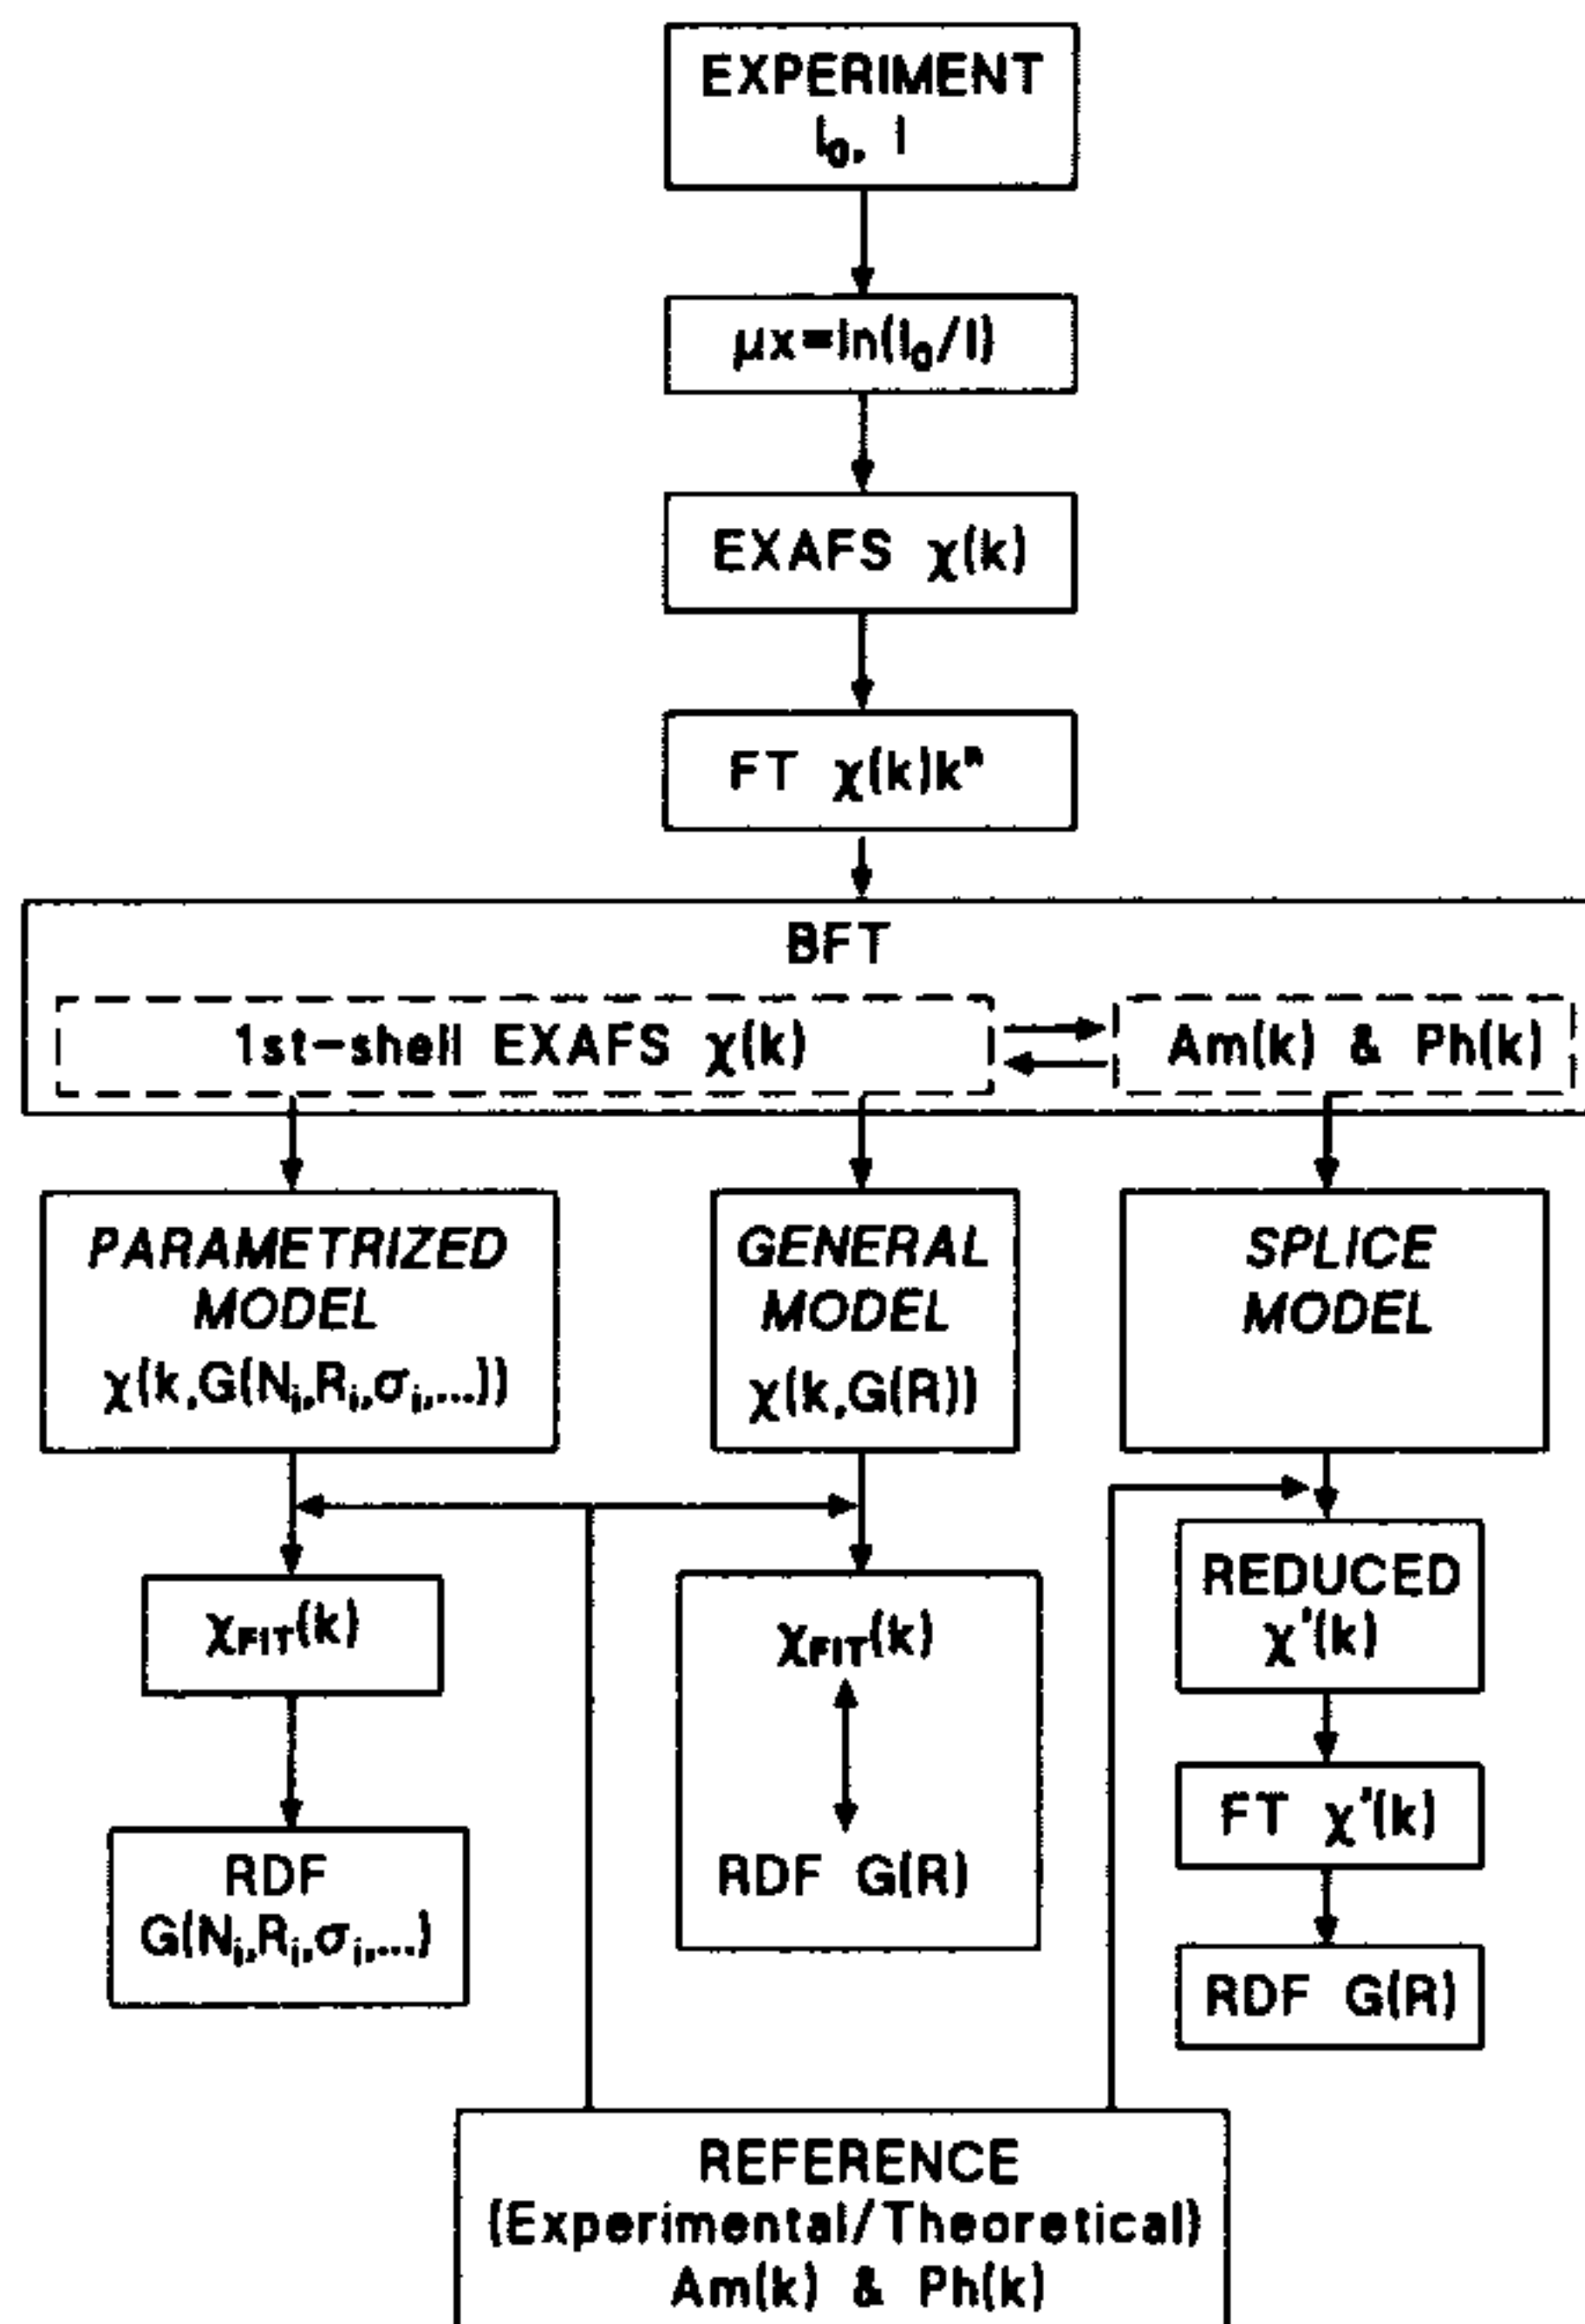 EXPERIMENT
I₀, I
μx=ln(I₀/I)
EXAFS χ(k)
FT χ(k)kⁿ
BFT
1st-shell EXAFS χ(k)
Am(k) & Ph(k)
PARAMETRIZED
MODEL
χ(k,G(Nᵢ,Rᵢ,σᵢ,...))
GENERAL
MODEL
χ(k,G(R))
SPLICE
MODEL
χFIT(k)
RDF
G(Nᵢ,Rᵢ,σᵢ,...)
χFIT(k)
RDF G(R)
REDUCED
χ'(k)
FT χ'(k)
RDF G(R)
REFERENCE
(Experimental/Theoretical)
Am(k) & Ph(k)